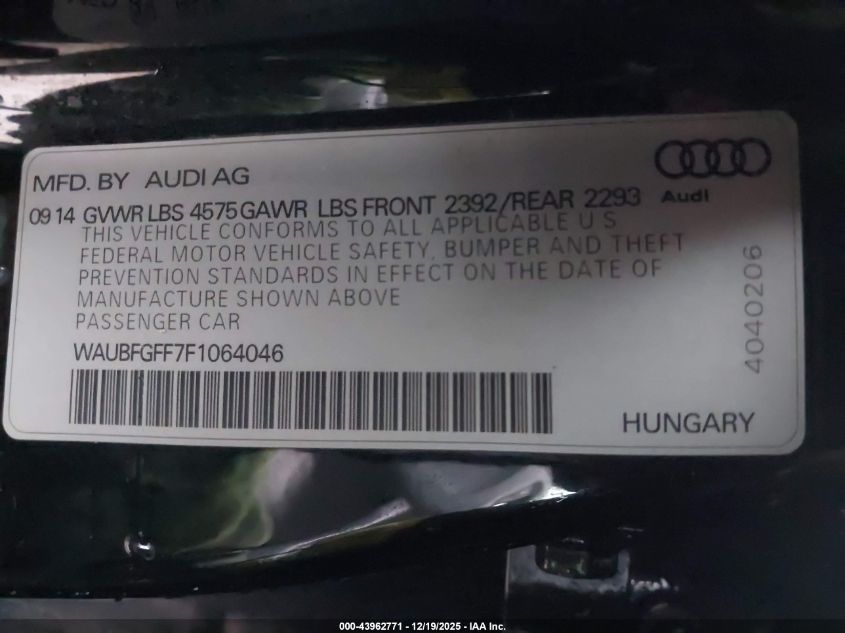 MFD. BY AUDI AG
Audi
09 14 GVWR LBS 4575 GAWR LBS FRONT 2392/REAR 2293
THIS VEHICLE CONFORMS TO ALL APPLICABLE U S
FEDERAL MOTOR VEHICLE SAFETY, BUMPER AND THEFT
PREVENTION STANDARDS IN EFFECT ON THE DATE OF
MANUFACTURE SHOWN ABOVE
PASSENGER CAR
4040206
WAUBFGFF7F1064046
HUNGARY
000-43962771 - 12/19/2025 - IAA Inc.